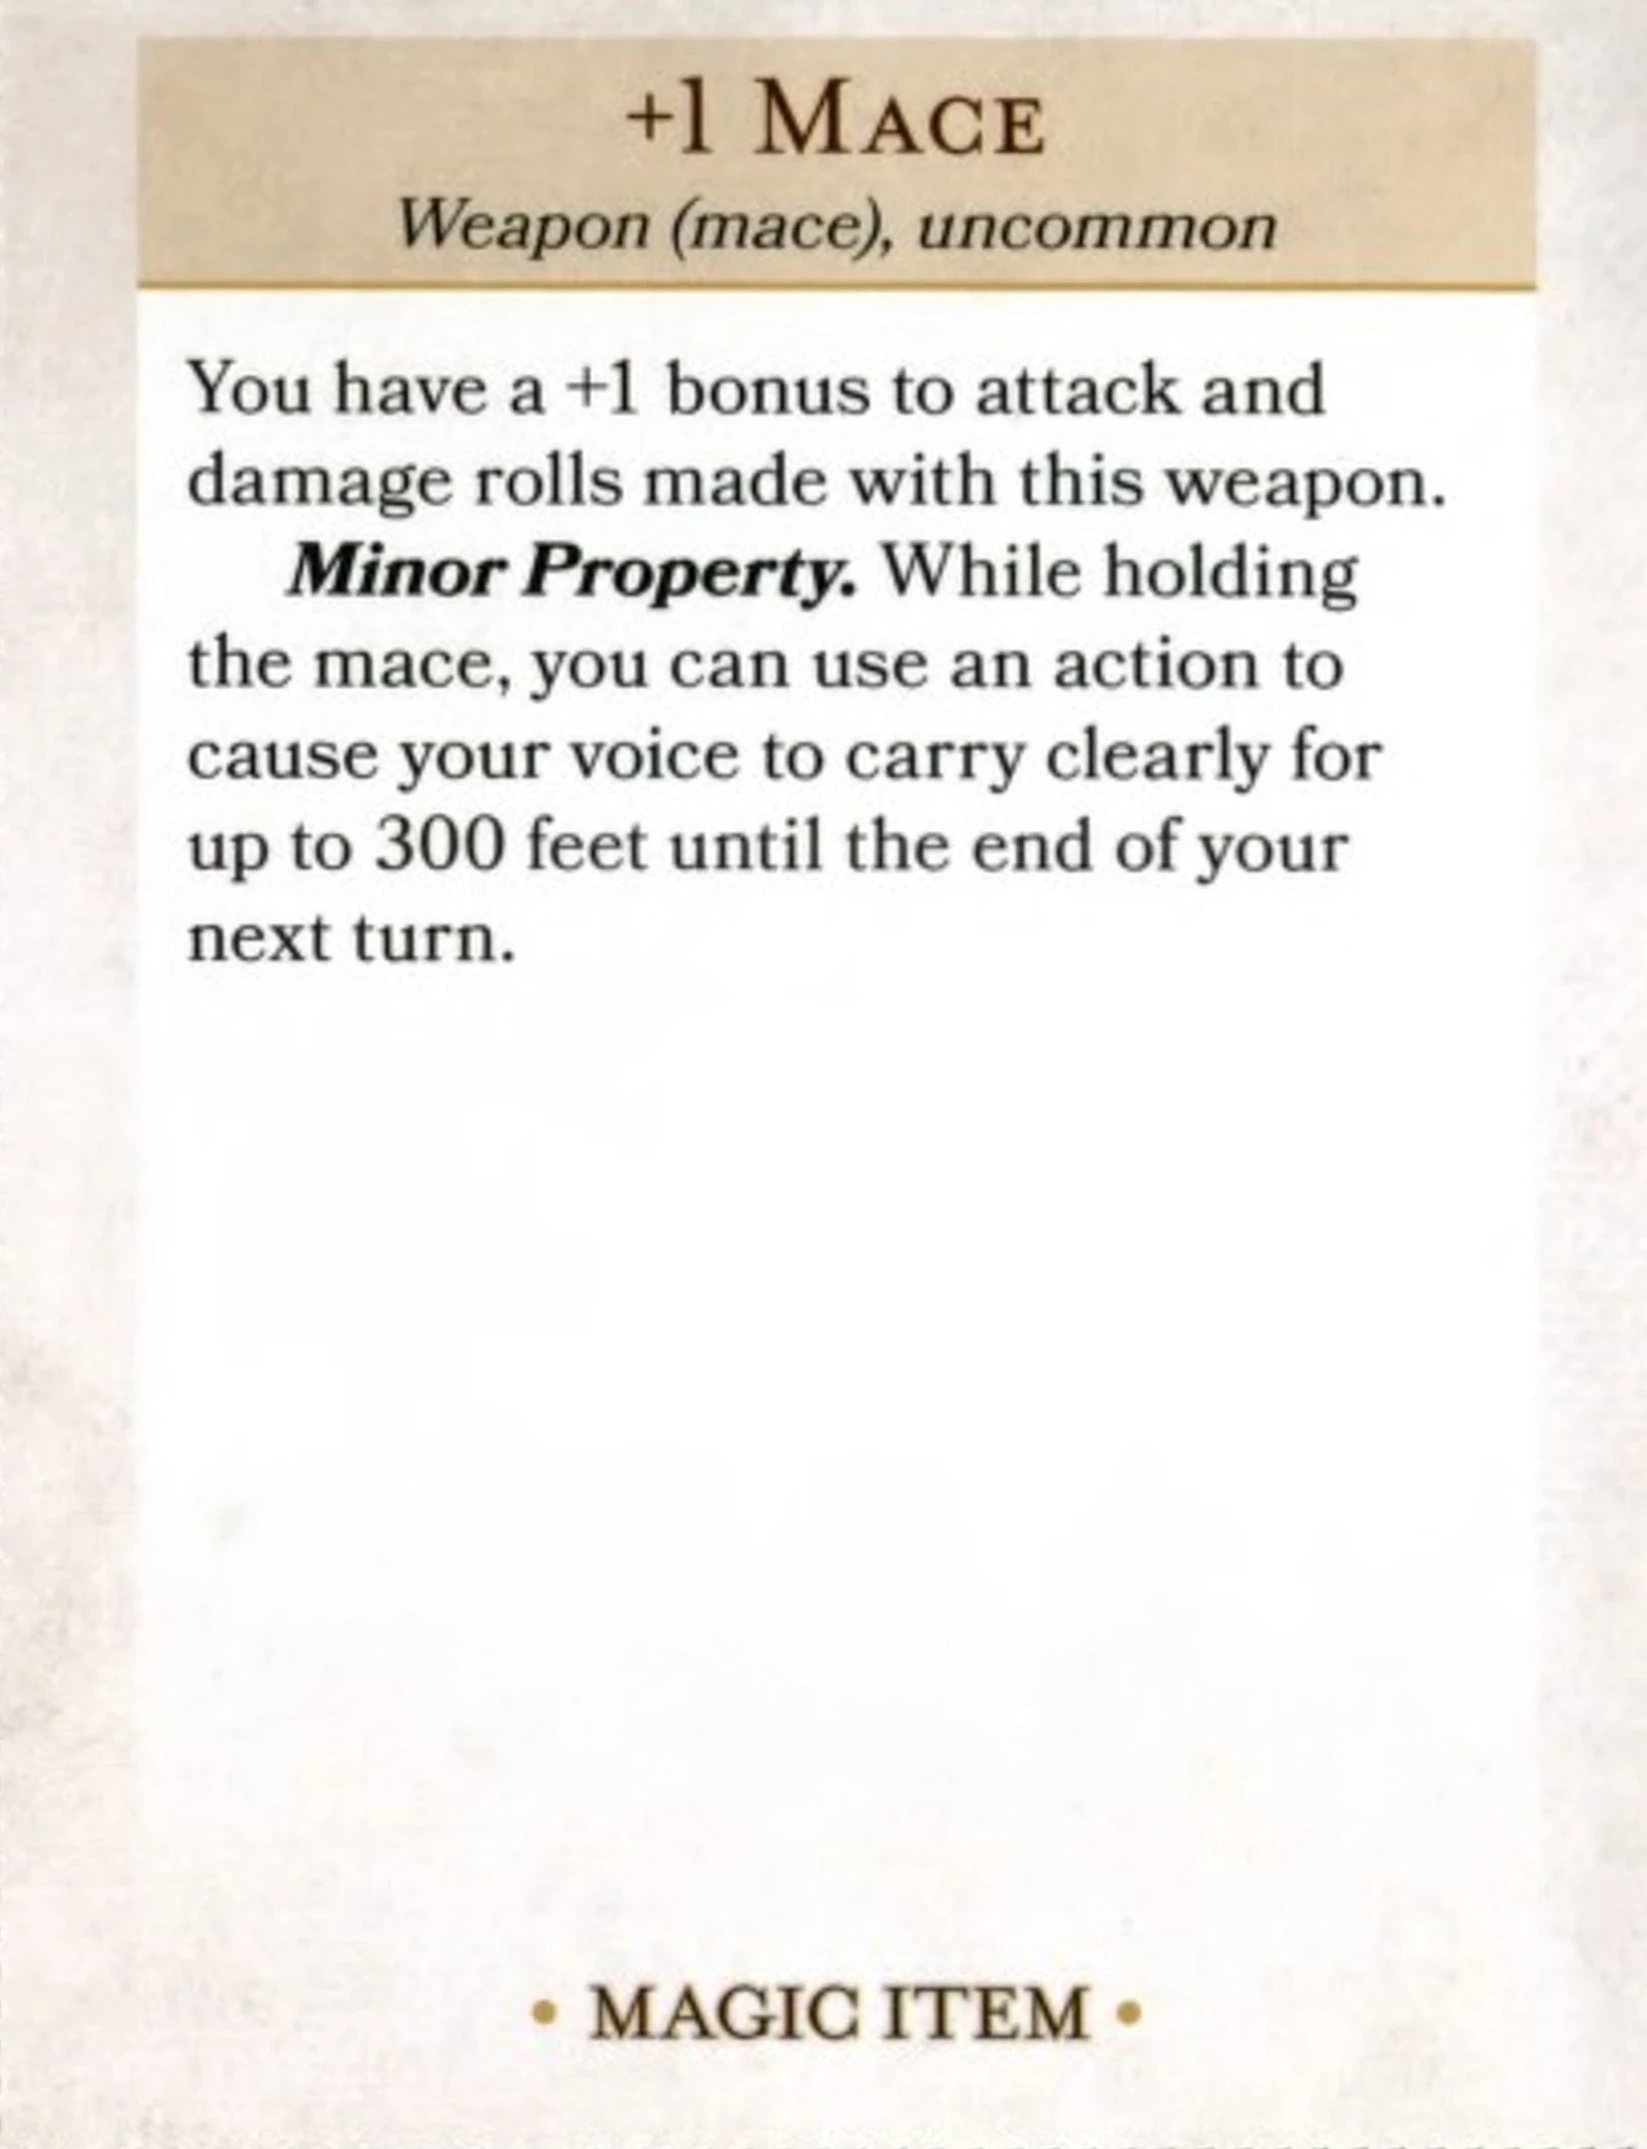 +1 Mace
Weapon (mace), uncommon
You have a +1 bonus to attack and
damage rolls made with this weapon.
Minor Property. While holding
the mace, you can use an action to
cause your voice to carry clearly for
up to 300 feet until the end of your
next turn.
• MAGIC ITEM •